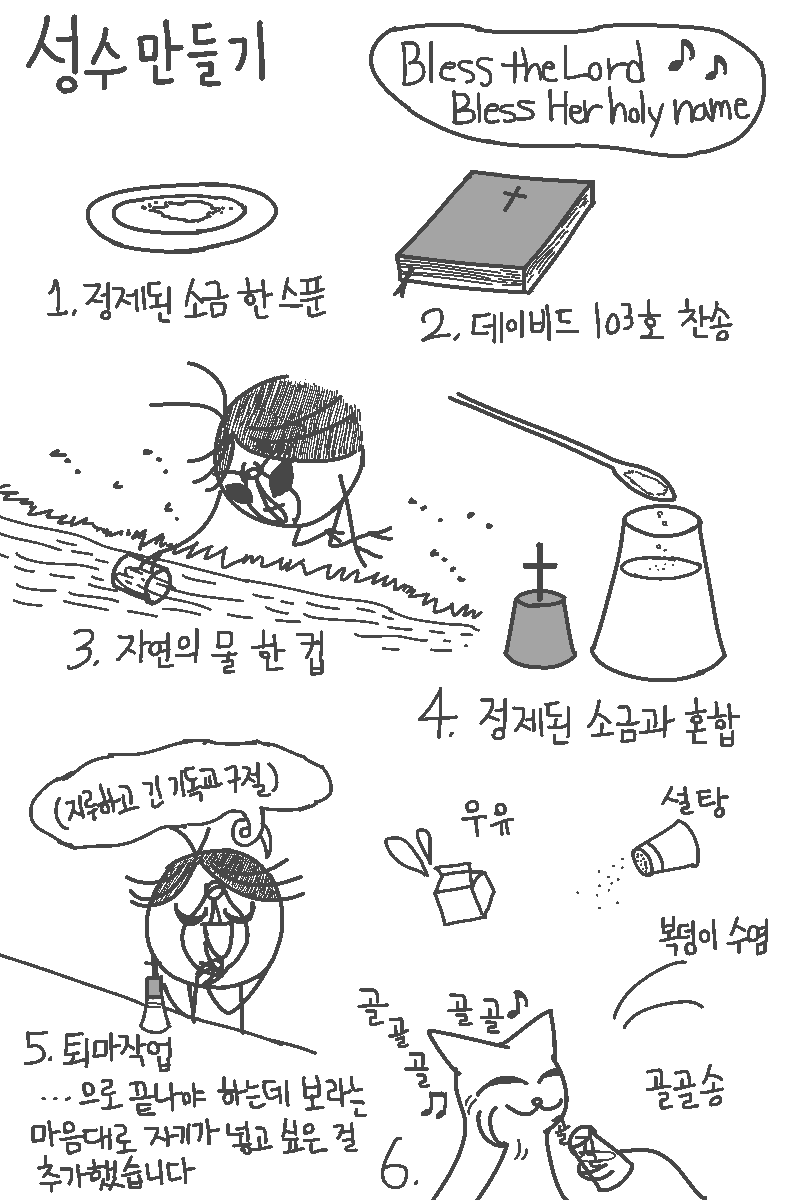 성수만들기
Bless the Lord
Bless Her holy name
1. 정제된 소금 한 스푼
2. 데이비드 103호 찬송
3. 자연의 물 한 컵
4. 정제된 소금과 혼합
(지루하고 긴 기독교 구절)
5. 퇴마작업
...으로 끝나야 하는데 보라는
마음대로 자기가 넣고 싶은 걸
추가했습니다
우유
설탕
복덩이 수염
골골송
골
골
골
골 골
6.